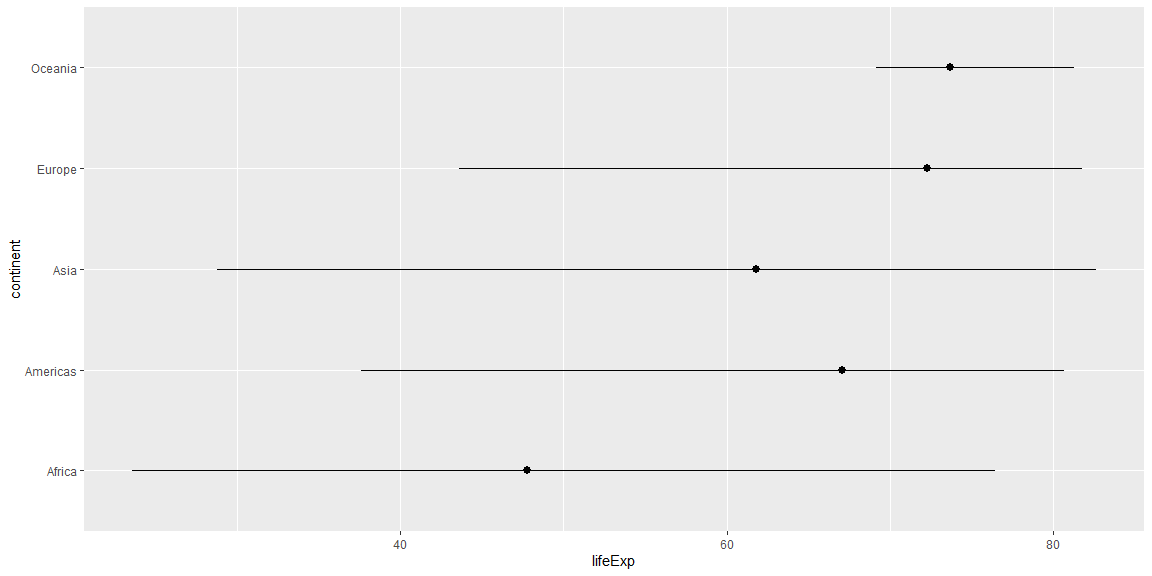 Oceania
Europe
Asia
Americas
Africa
continent
40 60 80
lifeExp